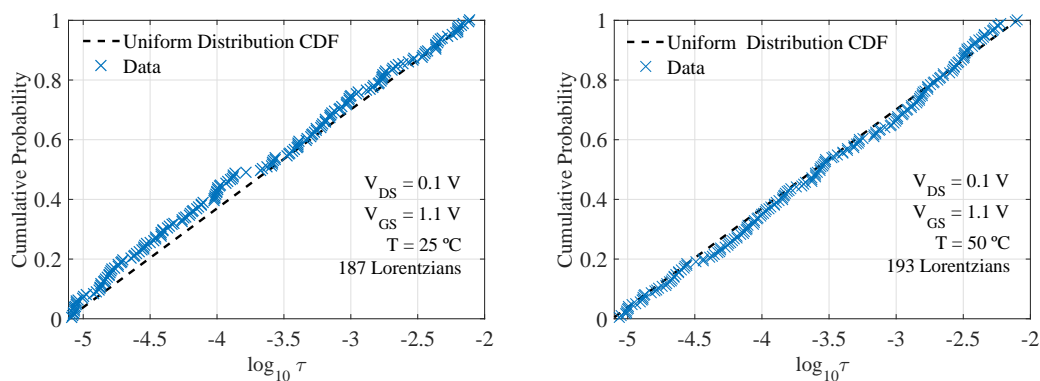 1
0.8
0.6
0.4
0.2
0
Cumulative Probability
Uniform Distribution CDF
Data
V_DS = 0.1 V
V_GS = 1.1 V
T = 25 ºC
187 Lorentzians
-5 -4.5 -4 -3.5 -3 -2.5 -2
log_10 τ
1
0.8
0.6
0.4
0.2
0
Cumulative Probability
Uniform Distribution CDF
Data
V_DS = 0.1 V
V_GS = 1.1 V
T = 50 ºC
193 Lorentzians
-5 -4.5 -4 -3.5 -3 -2.5 -2
log_10 τ